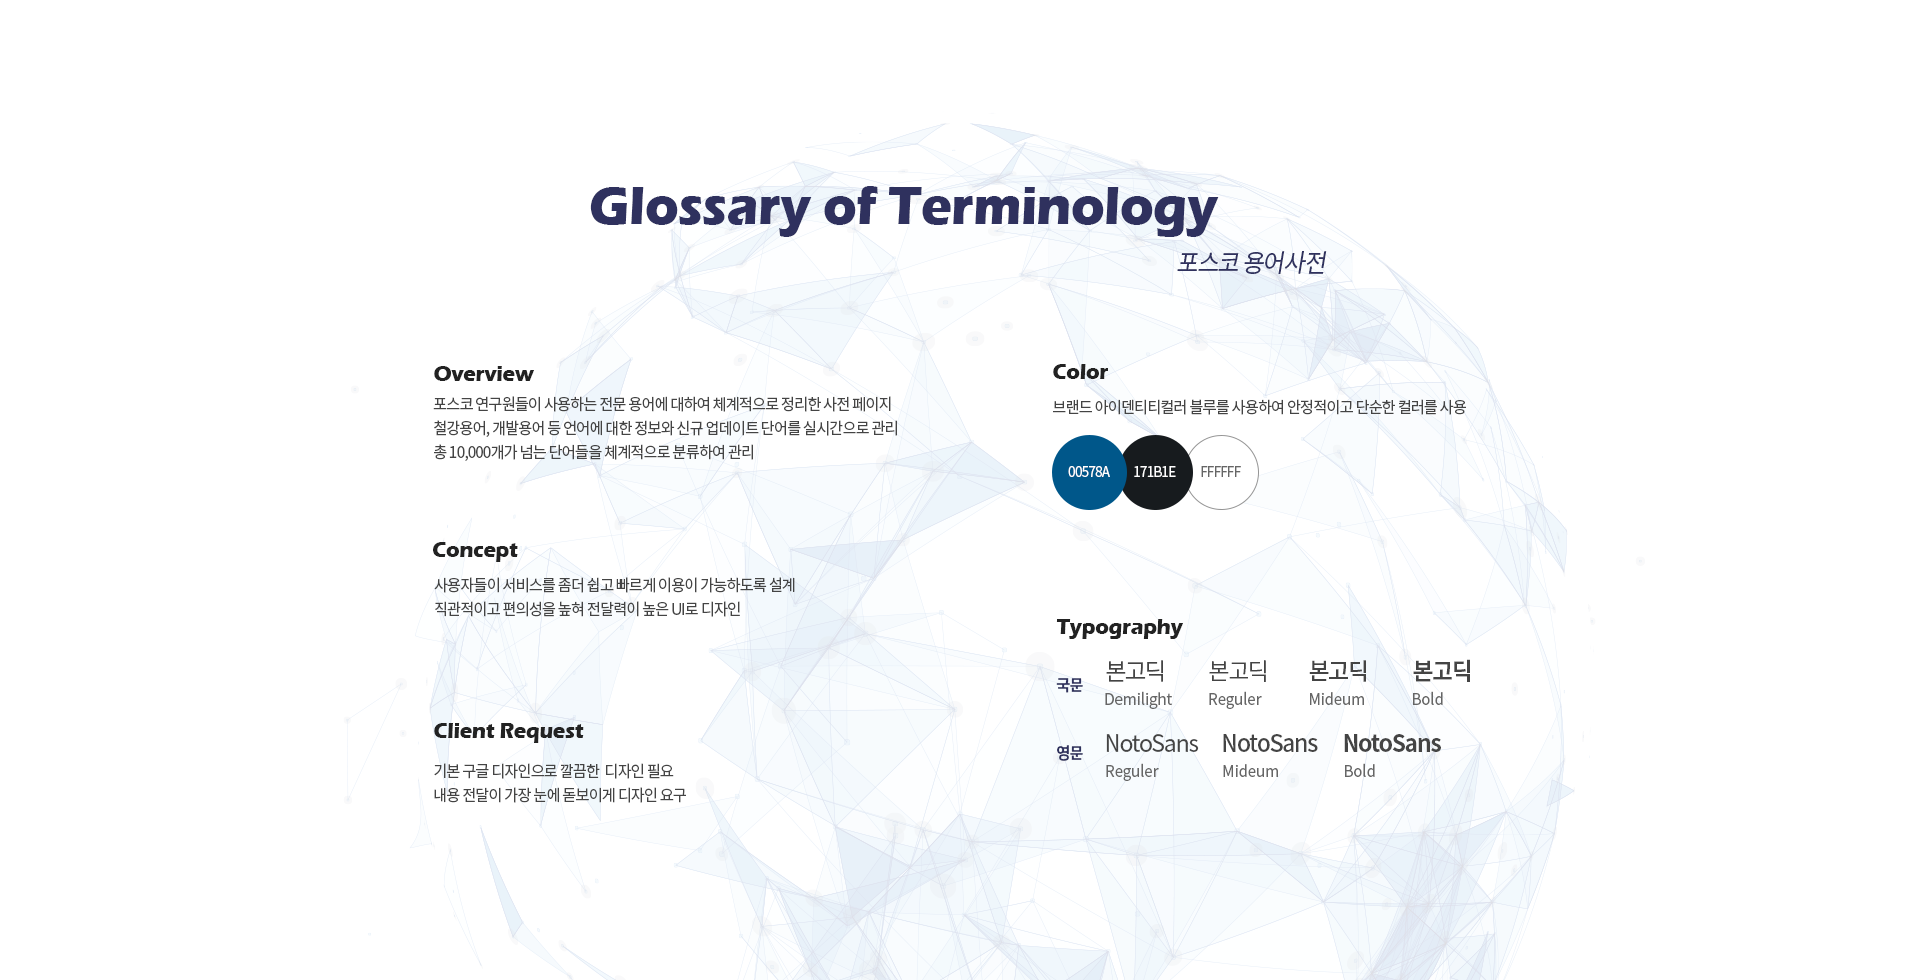 Glossary of Terminology
포스코 용어사전
Overview
포스코 연구원들이 사용하는 전문 용어에 대하여 체계적으로 정리한 사전 페이지
철강용어, 개발용어 등 언어에 대한 정보와 신규 업데이트 단어를 실시간으로 관리
총 10,000개가 넘는 단어들을 체계적으로 분류하여 관리
Concept
사용자들이 서비스를 좀더 쉽고 빠르게 이용이 가능하도록 설계
직관적이고 편의성을 높혀 전달력이 높은 UI로 디자인
Client Request
기본 구글 디자인으로 깔끔한 디자인 필요
내용 전달이 가장 눈에 돋보이게 디자인 요구
Color
브랜드 아이덴티티컬러 블루를 사용하여 안정적이고 단순한 컬러를 사용
00578A 171B1E FFFFFF
Typography
국문 본고딕 본고딕 본고딕 본고딕
Demilight Reguler Mideum Bold
영문 NotoSans NotoSans NotoSans
Reguler Mideum Bold